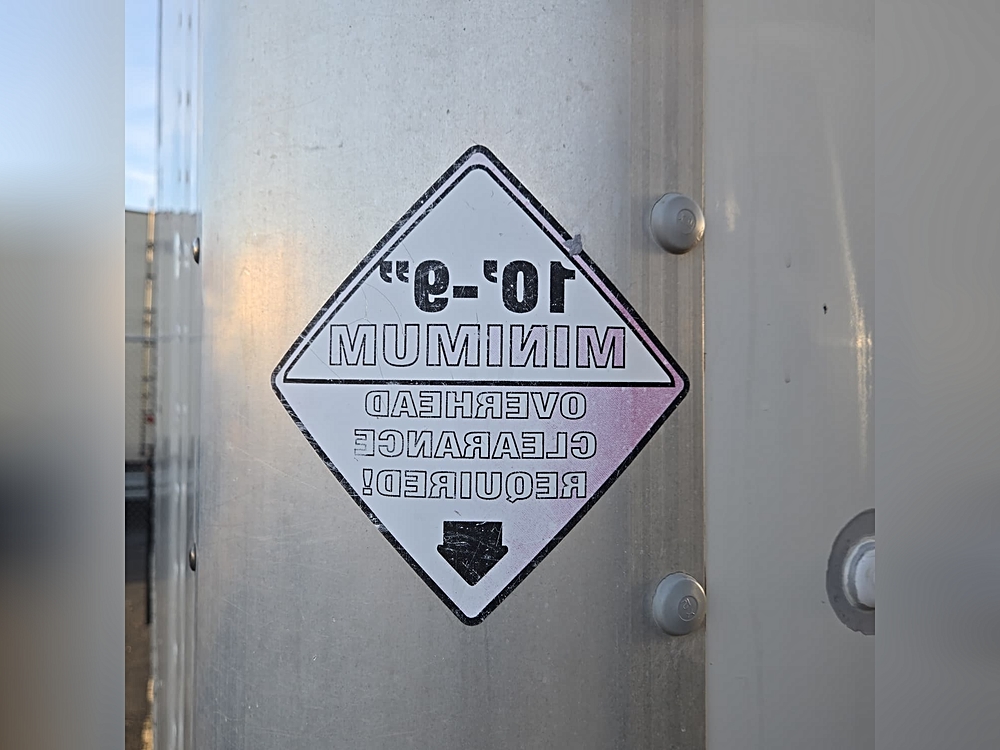 10’-9”
MINIMUM
OVERHEAD
CLEARANCE
REQUIRED!